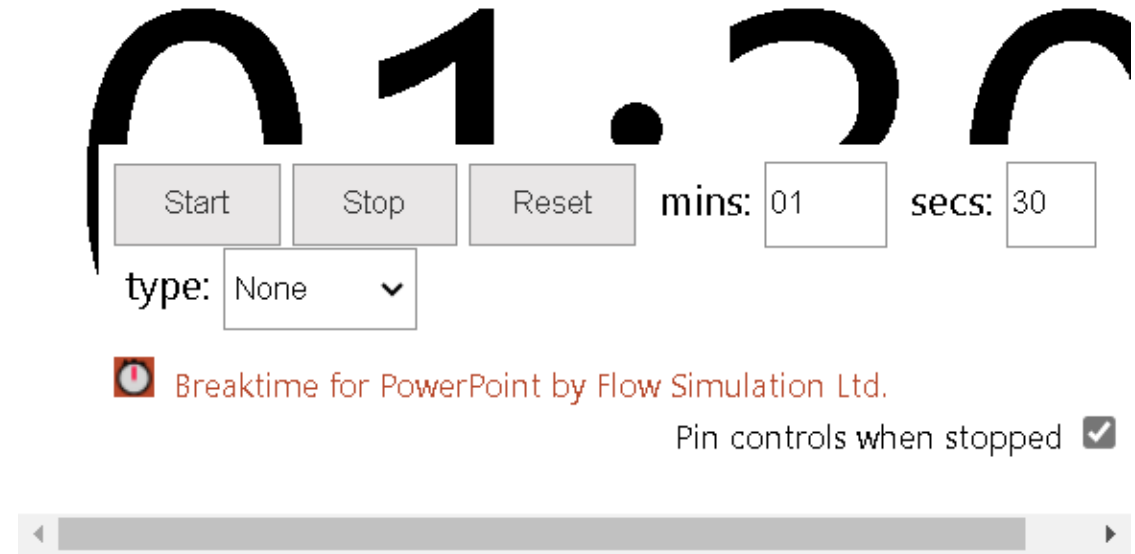 Start Stop Reset mins: 01 secs: 30
type: None
Breaktime for PowerPoint by Flow Simulation Ltd.
Pin controls when stopped